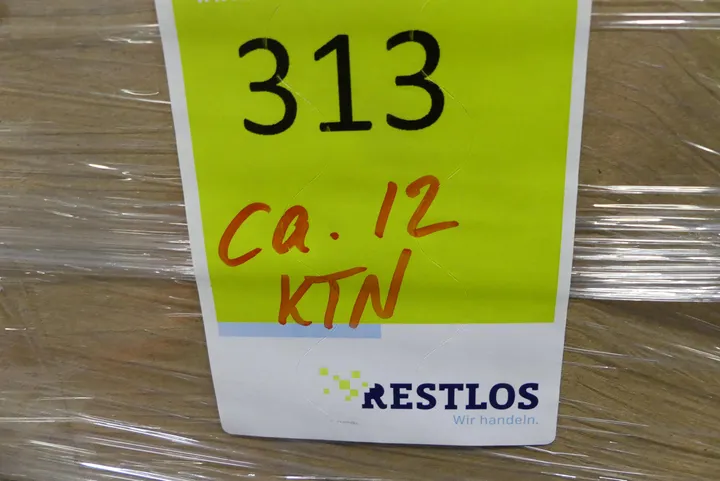 313
ca. 12
KTN
RESTLOS
Wir handeln.